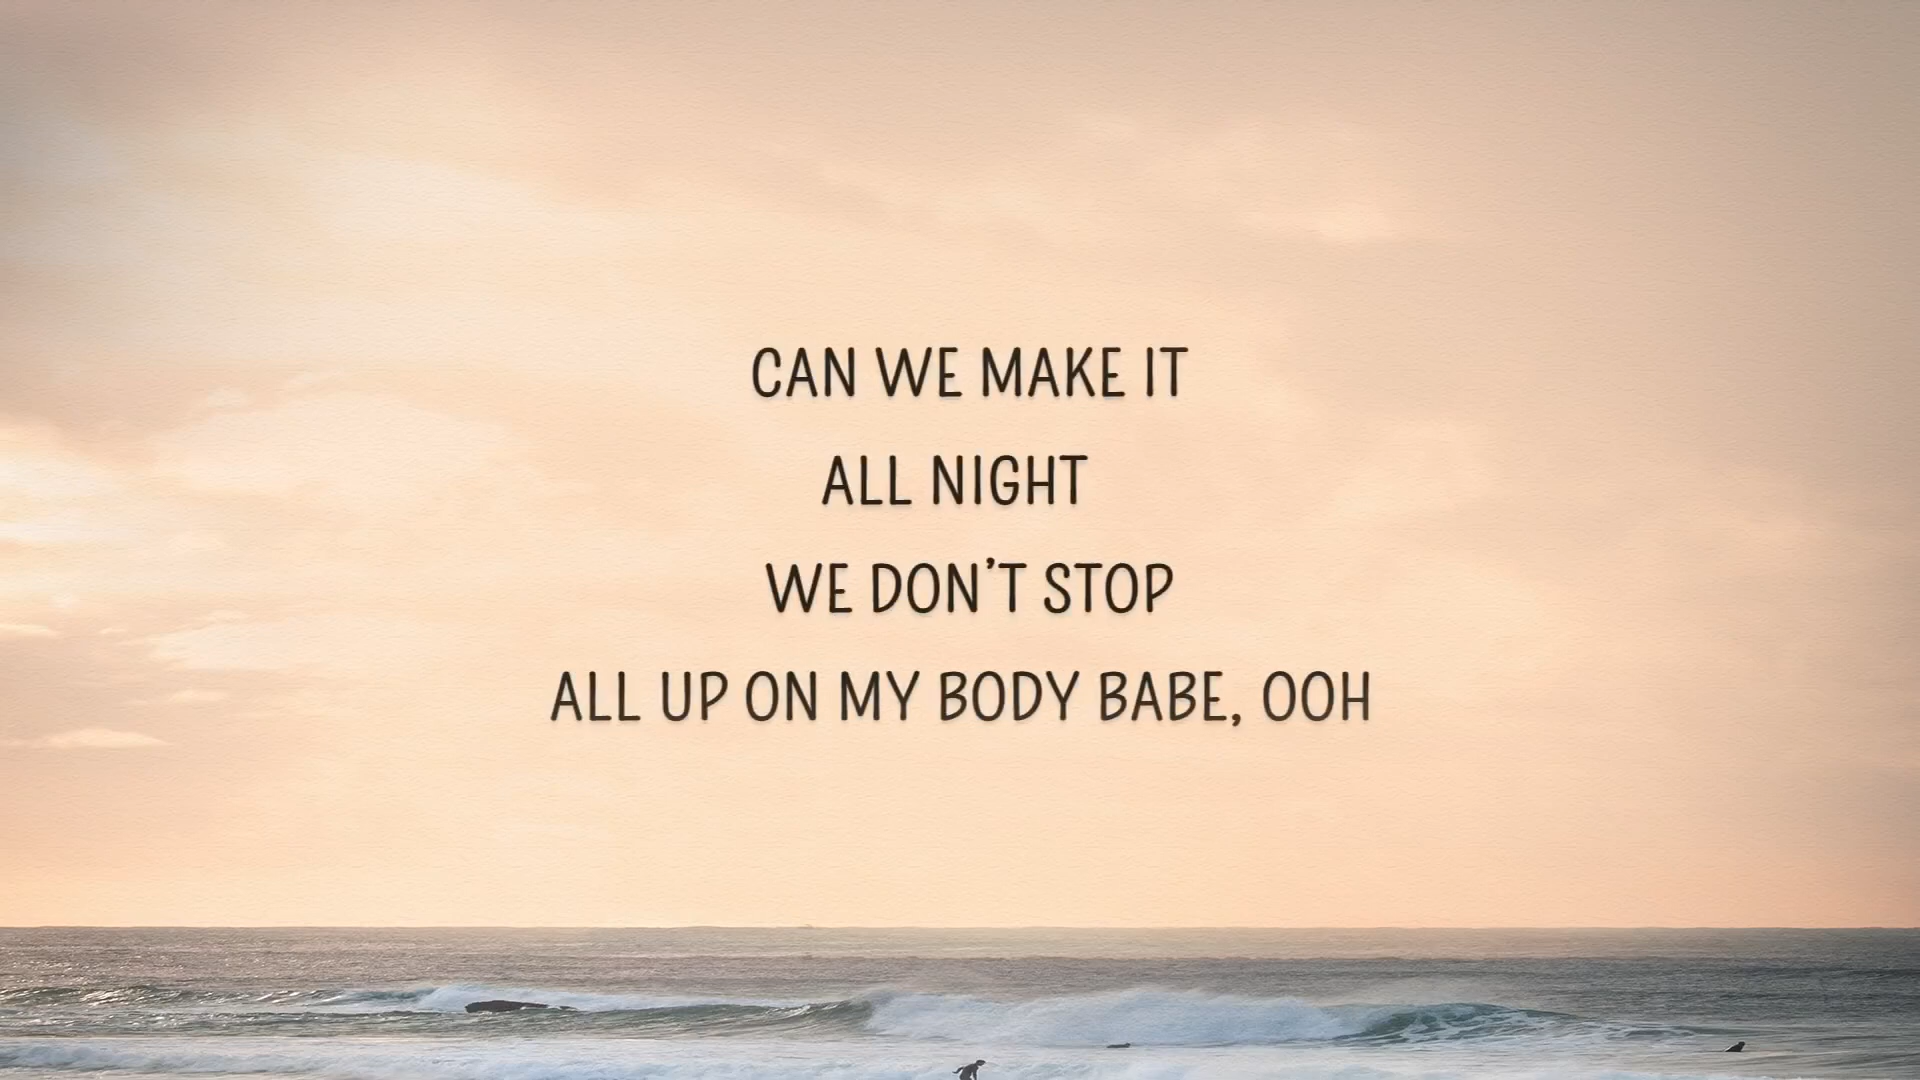 CAN WE MAKE IT
ALL NIGHT
WE DON’T STOP
ALL UP ON MY BODY BABE, OOH